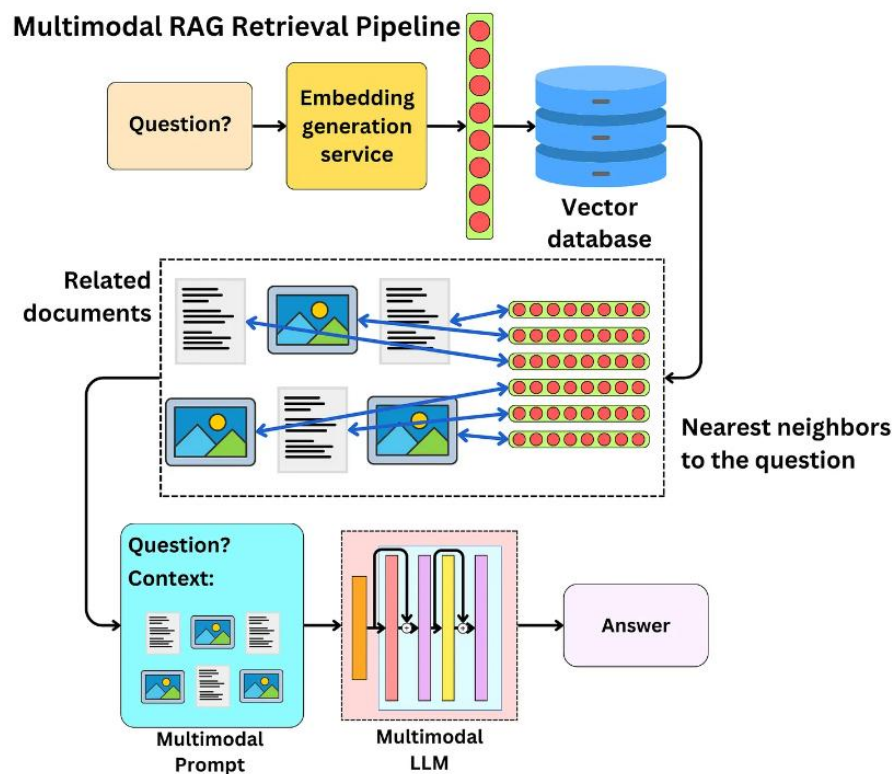 Multimodal RAG Retrieval Pipeline
Question?
Embedding
generation
service
Vector
database
Related
documents
Nearest neighbors
to the question
Question?
Context:
Multimodal
Prompt
Multimodal
LLM
Answer